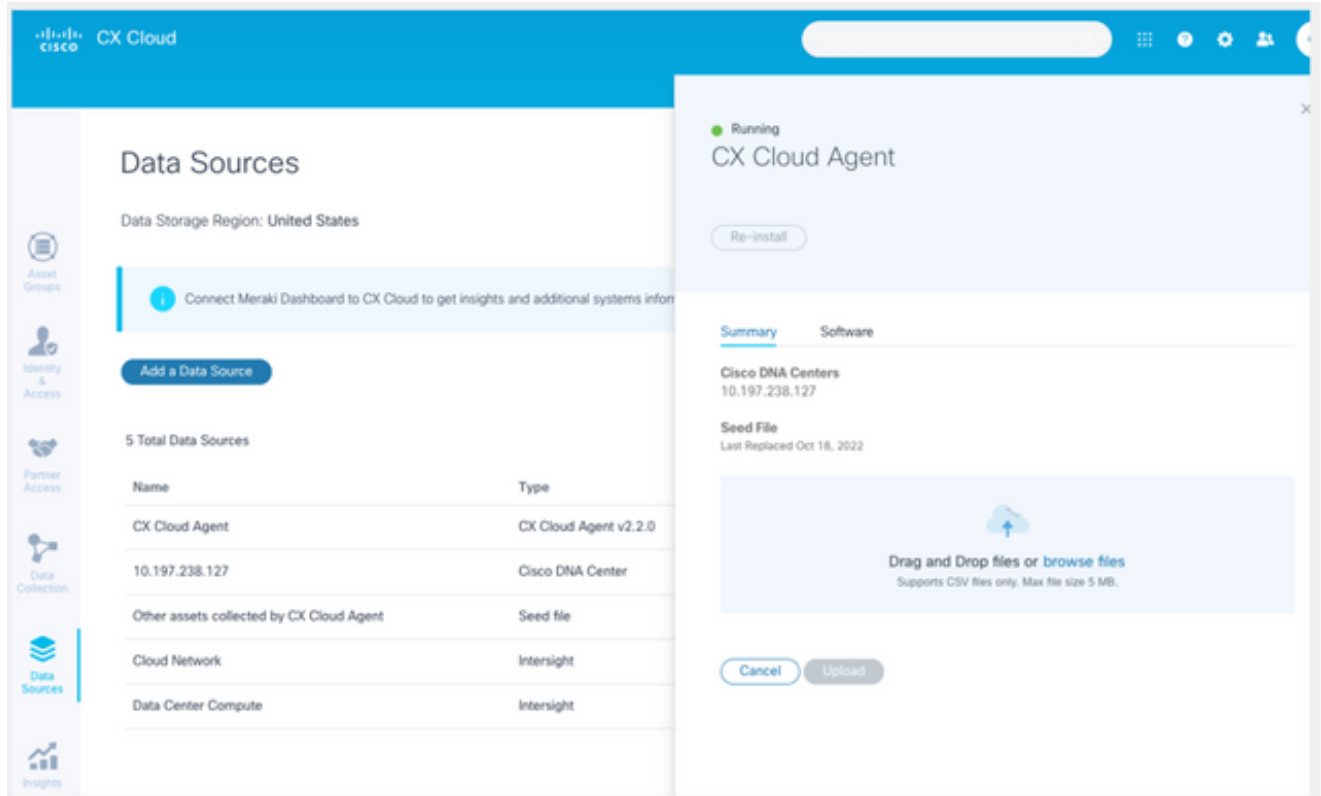 CISCO CX Cloud
Data Sources
Data Storage Region: United States
Connect Meraki Dashboard to CX Cloud to get insights and additional systems infor
Add a Data Source
5 Total Data Sources
Name Type
CX Cloud Agent CX Cloud Agent v2.2.0
10.197.238.127 Cisco DNA Center
Other assets collected by CX Cloud Agent Seed file
Cloud Network Intersight
Data Center Compute Intersight
Asset
Groups
Identity
&
Access
Partner
Access
Data
Collection
Data
Sources
Insights
Running
CX Cloud Agent
Re-install
Summary Software
Cisco DNA Centers
10.197.238.127
Seed File
Last Replaced Oct 18, 2022
Drag and Drop files or browse files
Supports CSV files only. Max file size 5 MB.
Cancel Upload